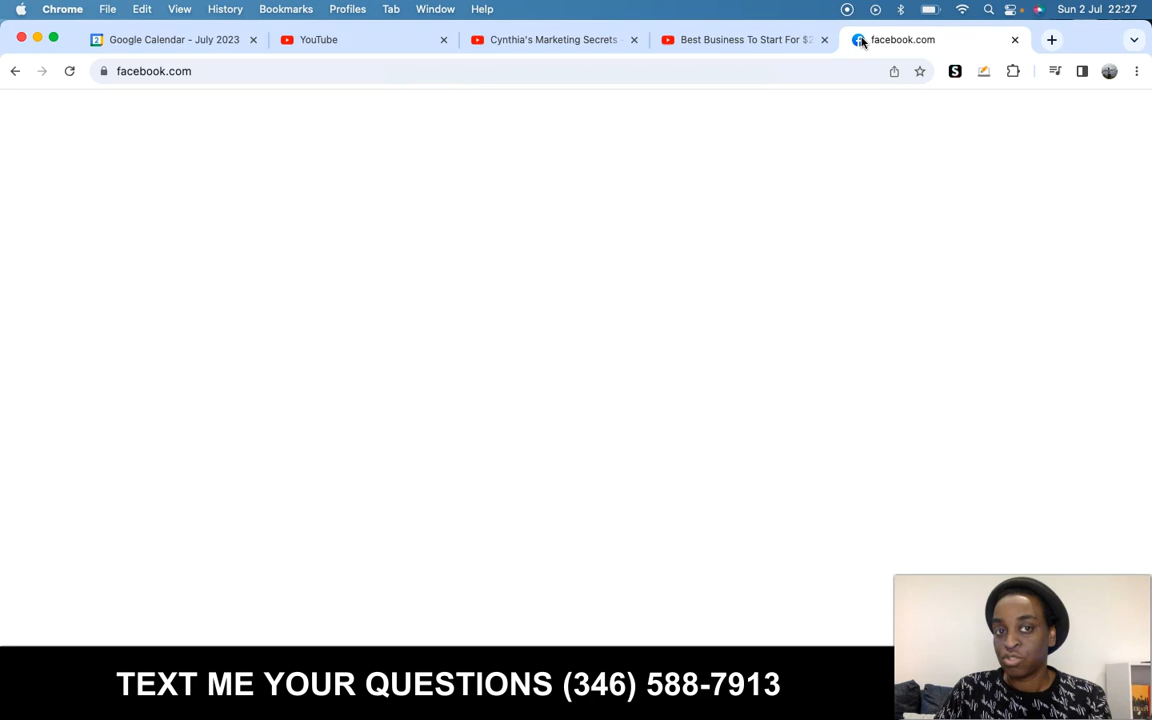 Chrome File Edit View History Bookmarks Profiles Tab Window Help Sun 2 Jul 22:27
Google Calendar - July 2023 YouTube Cynthia's Marketing Secrets - Best Business To Start For $ facebook.com
facebook.com
TEXT ME YOUR QUESTIONS (346) 588-7913